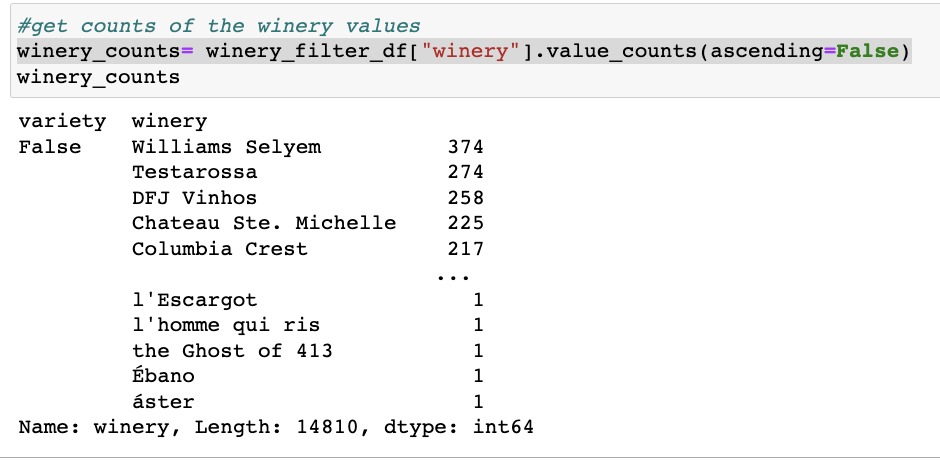 #get counts of the winery values
winery_counts= winery_filter_df["winery"].value_counts(ascending=False)
winery_counts
variety winery
False Williams Selyem 374
Testarossa 274
DFJ Vinhos 258
Chateau Ste. Michelle 225
Columbia Crest 217
...
l'Escargot 1
l'homme qui ris 1
the Ghost of 413 1
Ébano 1
áster 1
Name: winery, Length: 14810, dtype: int64